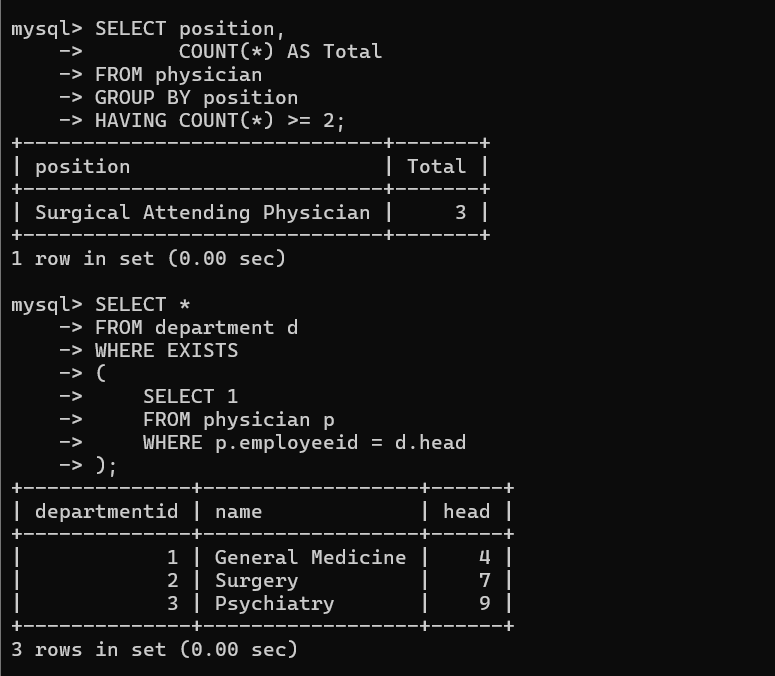 mysql> SELECT position,
    ->        COUNT(*) AS Total
    -> FROM physician
    -> GROUP BY position
    -> HAVING COUNT(*) >= 2;
+------------------------------+-------+
| position                     | Total |
+------------------------------+-------+
| Surgical Attending Physician |     3 |
+------------------------------+-------+
1 row in set (0.00 sec)

mysql> SELECT *
    -> FROM department d
    -> WHERE EXISTS
    -> (
    ->     SELECT 1
    ->     FROM physician p
    ->     WHERE p.employeeid = d.head
    -> );
+--------------+------------------+------+
| departmentid | name             | head |
+--------------+------------------+------+
|            1 | General Medicine |    4 |
|            2 | Surgery          |    7 |
|            3 | Psychiatry       |    9 |
+--------------+------------------+------+
3 rows in set (0.00 sec)